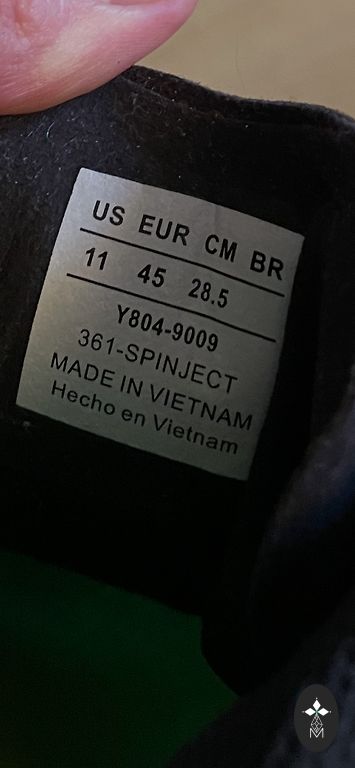 US EUR CM BR
11 45 28.5
Y804-9009
361-SPINJECT
MADE IN VIETNAM
Hecho en Vietnam
M